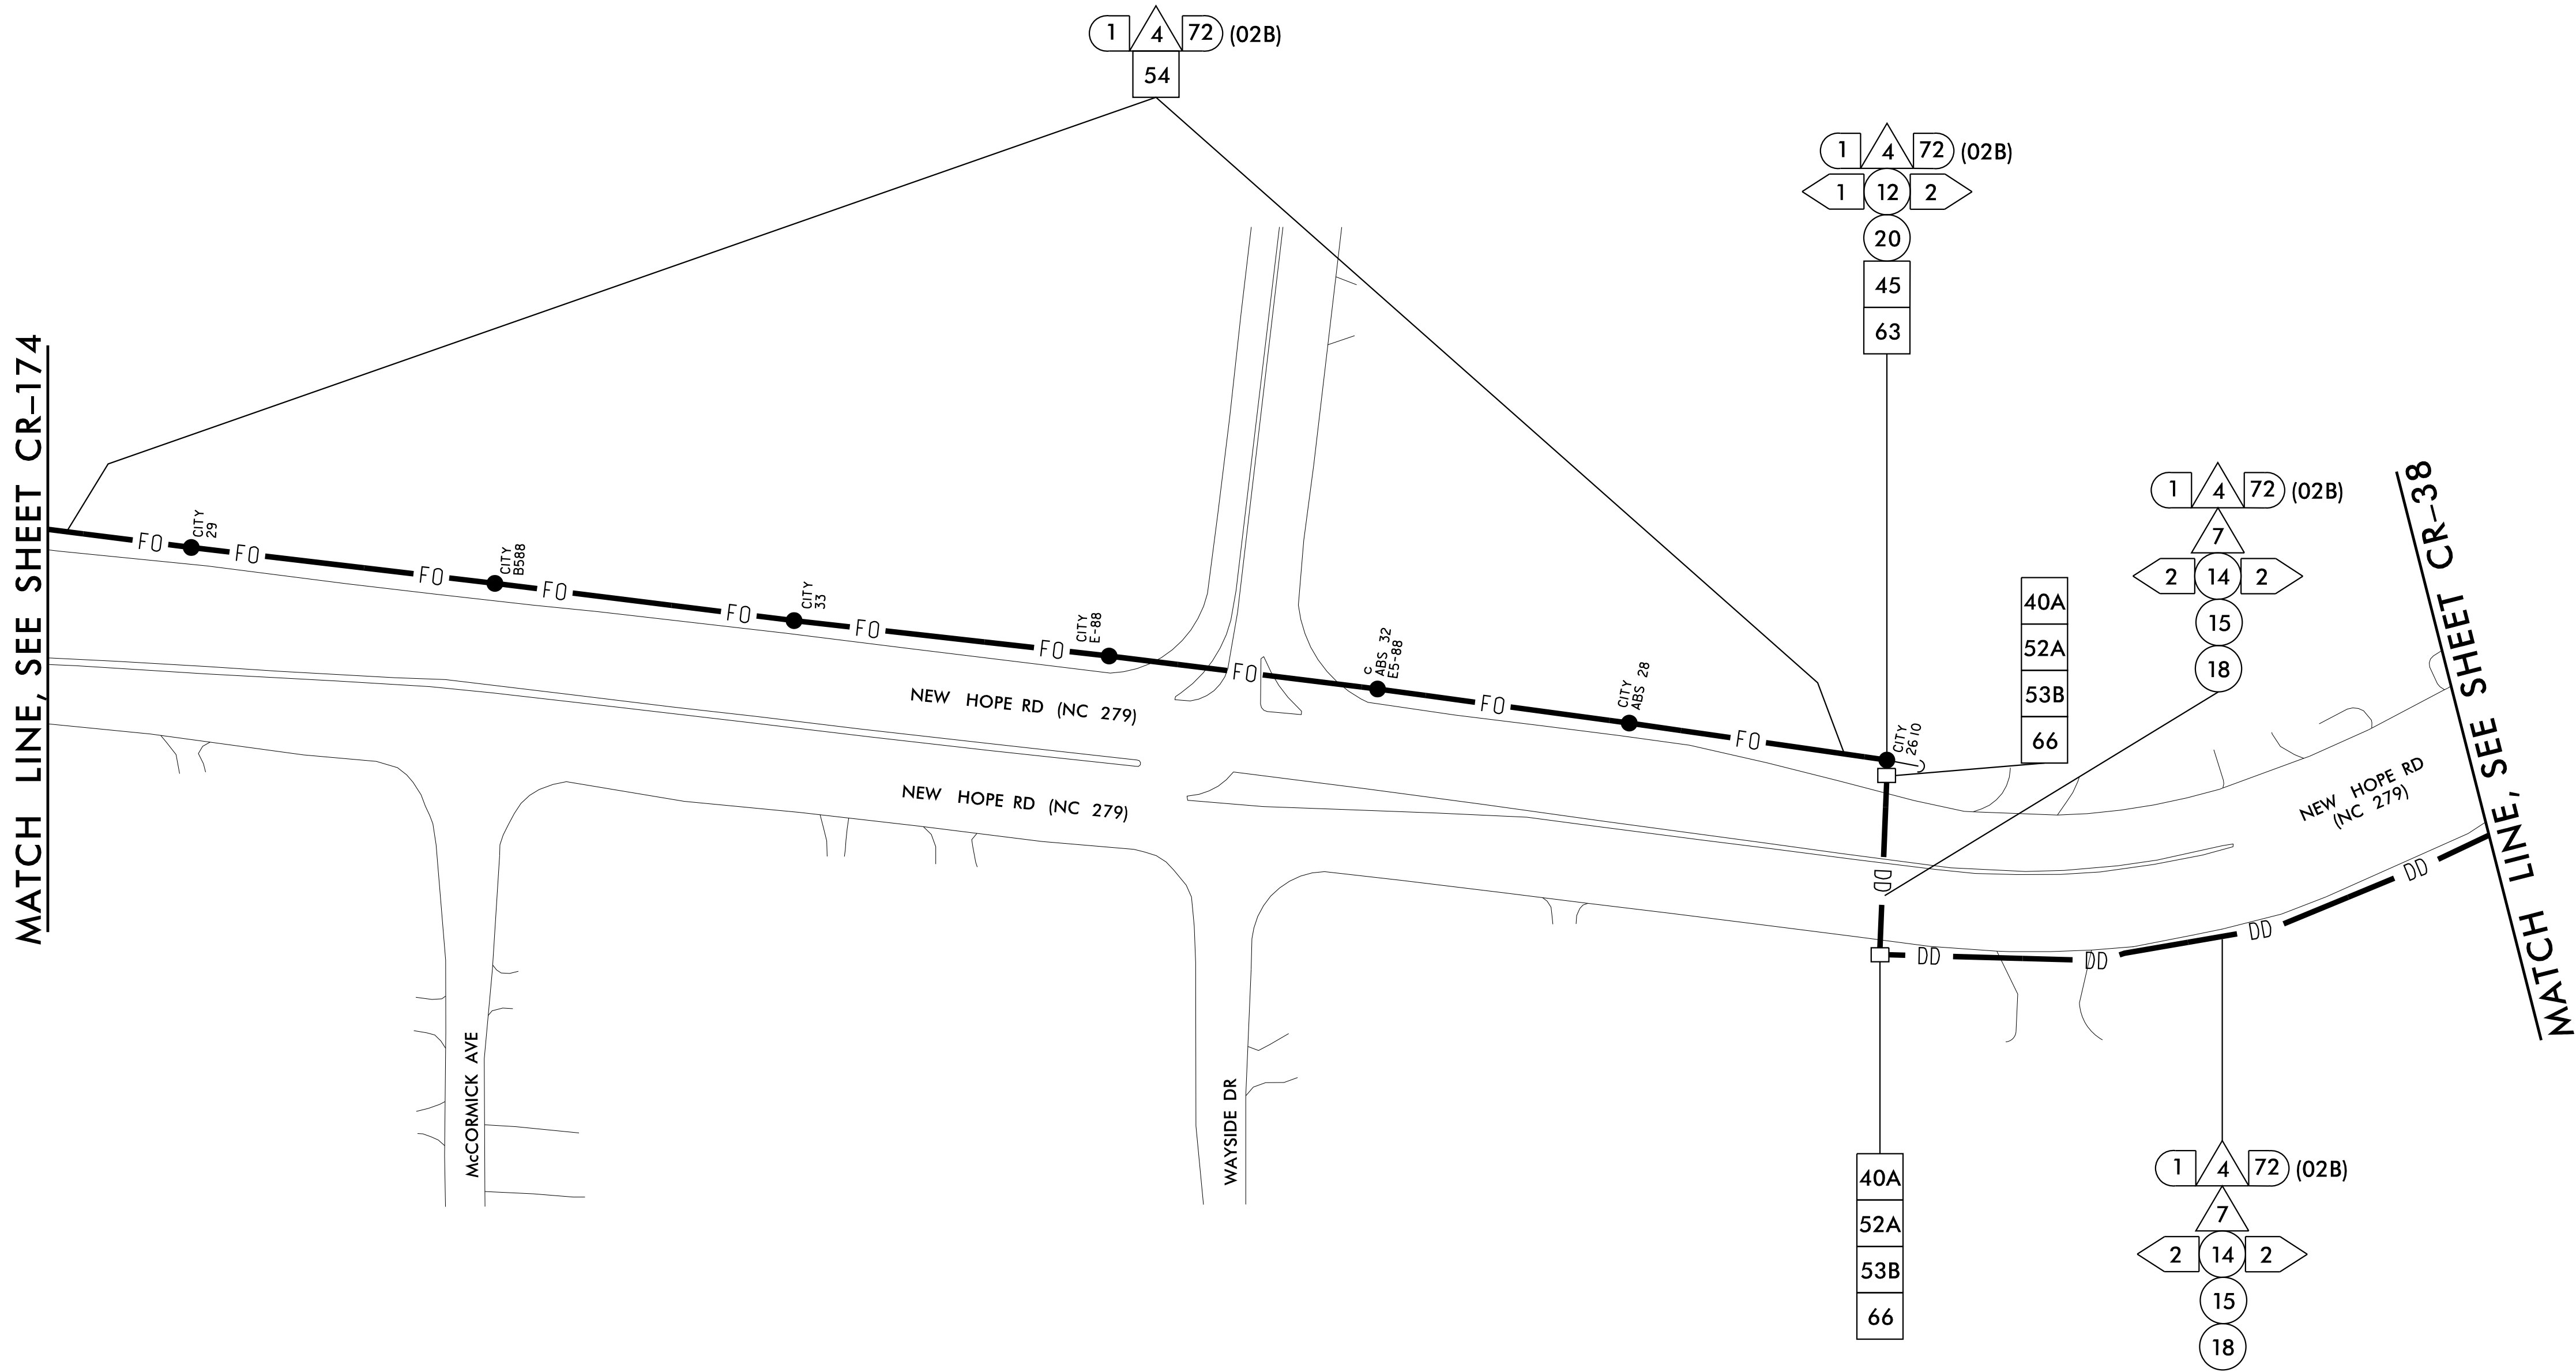 1 4 72 (02B)
54
1 4 72 (02B)
1 12 2
20
45
63
1 4 72 (02B)
7
2 14 2
15
18
40A
52A
53B
66
MATCH LINE, SEE SHEET CR-174
MATCH LINE, SEE SHEET CR-38
FO
CITY
29
FO
FO
CITY
B588
FO
FO
CITY
33
FO
FO
CITY
E-88
FO
C
ABS 32
E5-88
FO
CITY
ABS 28
FO
CITY
2610
NEW HOPE RD (NC 279)
NEW HOPE RD (NC 279)
NEW HOPE RD
(NC 279)
DD
DD
DD
DD
DD
McCORMICK AVE
WAYSIDE DR
40A
52A
53B
66
1 4 72 (02B)
7
2 14 2
15
18